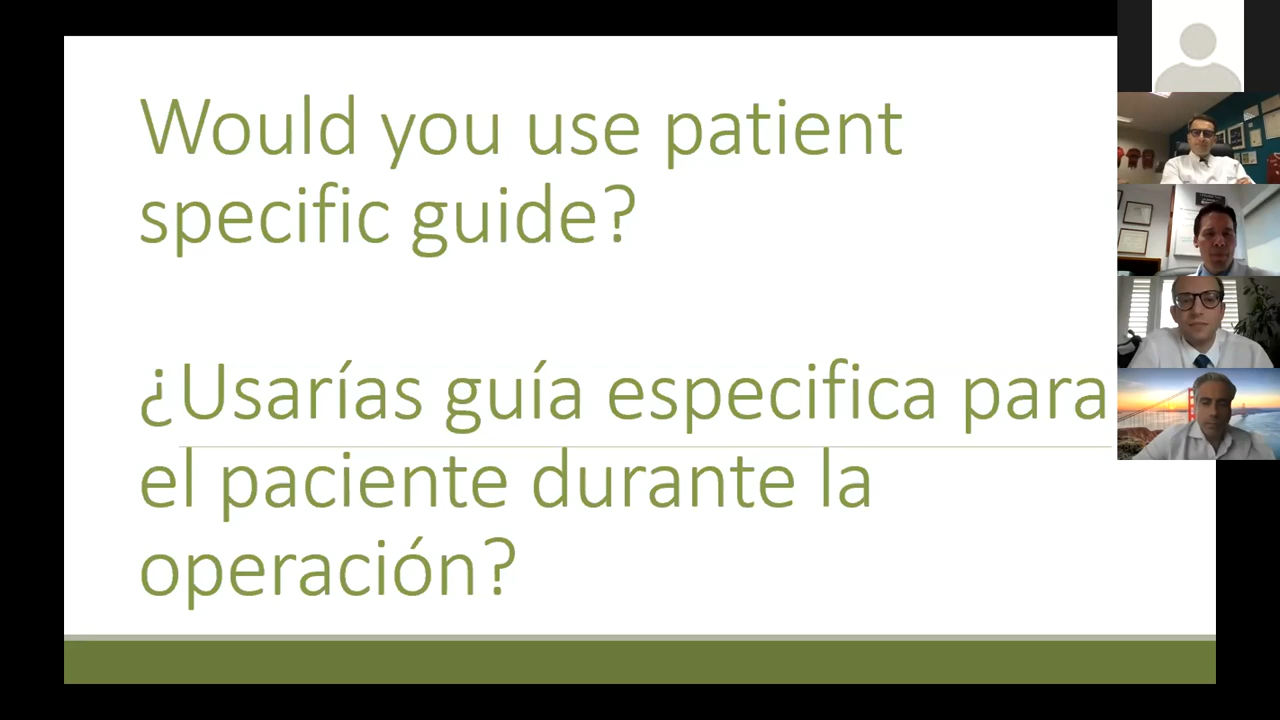 Would you use patient
specific guide?
¿Usarías guía especifica para
el paciente durante la
operación?